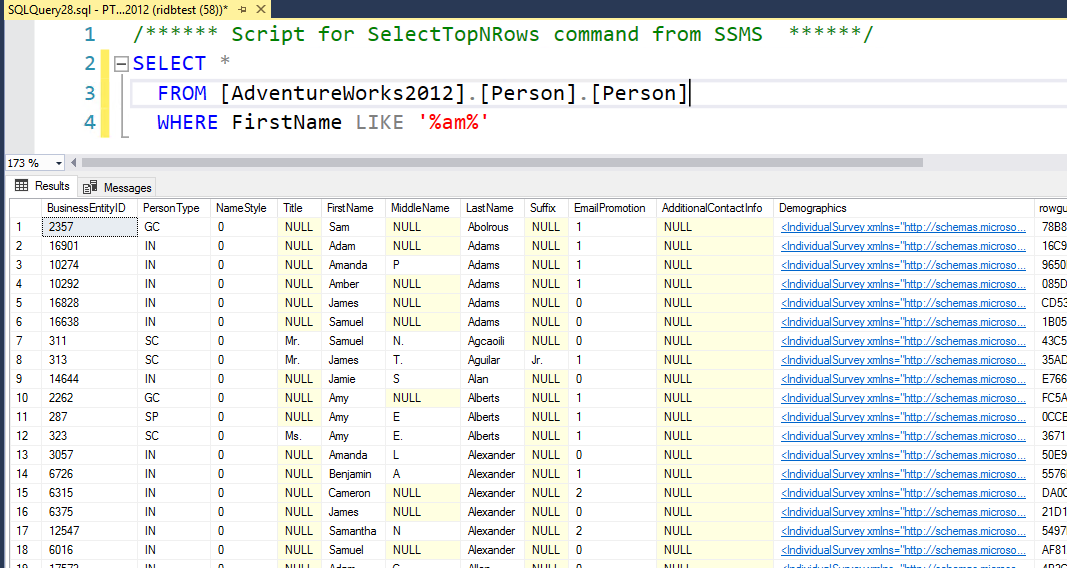 SQLQuery28.sql - PT...2012 (ridbtest (58))*
1 /****** Script for SelectTopNRows command from SSMS ******/
2 SELECT *
3 FROM [AdventureWorks2012].[Person].[Person]
4 WHERE FirstName LIKE '%am%'
173 %
Results Messages
BusinessEntityID PersonType NameStyle Title FirstName MiddleName LastName Suffix EmailPromotion AdditionalContactInfo Demographics rowgu
1 2357 GC 0 NULL Sam NULL Abolrous NULL 1 NULL <IndividualSurvey xmlns="http://schemas.microso... 78B8
2 16901 IN 0 NULL Adam NULL Adams NULL 1 NULL <IndividualSurvey xmlns="http://schemas.microso... 16C9
3 10274 IN 0 NULL Amanda P Adams NULL 1 NULL <IndividualSurvey xmlns="http://schemas.microso... 9650
4 10292 IN 0 NULL Amber NULL Adams NULL 1 NULL <IndividualSurvey xmlns="http://schemas.microso... 085D
5 16828 IN 0 NULL James NULL Adams NULL 0 NULL <IndividualSurvey xmlns="http://schemas.microso... CD53
6 16638 IN 0 NULL Samuel NULL Adams NULL 0 NULL <IndividualSurvey xmlns="http://schemas.microso... 1B05
7 311 SC 0 Mr. Samuel N. Agcaoili NULL 0 NULL <IndividualSurvey xmlns="http://schemas.microso... 43C5
8 313 SC 0 Mr. James T. Aguilar Jr. 1 NULL <IndividualSurvey xmlns="http://schemas.microso... 35AD
9 14644 IN 0 NULL Jamie S Alan NULL 0 NULL <IndividualSurvey xmlns="http://schemas.microso... E766
10 2262 GC 0 NULL Amy NULL Alberts NULL 1 NULL <IndividualSurvey xmlns="http://schemas.microso... FC5A
11 287 SP 0 NULL Amy E Alberts NULL 1 NULL <IndividualSurvey xmlns="http://schemas.microso... 0CCE
12 323 SC 0 Ms. Amy E. Alberts NULL 1 NULL <IndividualSurvey xmlns="http://schemas.microso... 3671
13 3057 IN 0 NULL Amanda L Alexander NULL 0 NULL <IndividualSurvey xmlns="http://schemas.microso... 50E9
14 6726 IN 0 NULL Benjamin A Alexander NULL 1 NULL <IndividualSurvey xmlns="http://schemas.microso... 5576
15 6315 IN 0 NULL Cameron NULL Alexander NULL 2 NULL <IndividualSurvey xmlns="http://schemas.microso... DA0C
16 6375 IN 0 NULL James NULL Alexander NULL 0 NULL <IndividualSurvey xmlns="http://schemas.microso... 21D1
17 12547 IN 0 NULL Samantha N Alexander NULL 2 NULL <IndividualSurvey xmlns="http://schemas.microso... 5497
18 6016 IN 0 NULL Samuel NULL Alexander NULL 0 NULL <IndividualSurvey xmlns="http://schemas.microso... AF81